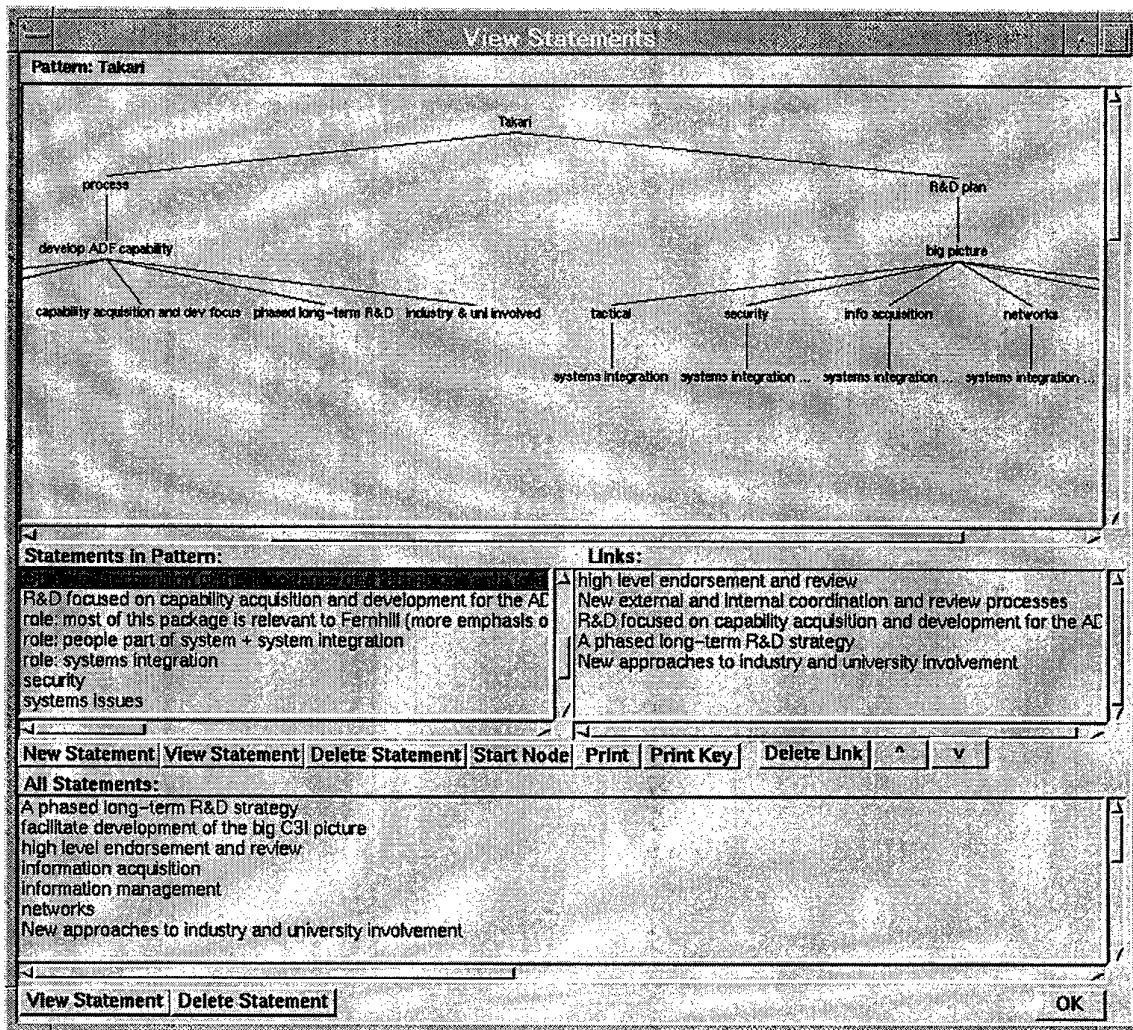 View Statements
Pattern: Takari
Takari
process R&D plan
develop ADF capability big picture
capability acquisition and dev focus phased long-term R&D industry & uni involved tactical security info acquisition networks
systems integration systems integration ... systems integration ... systems integration ...
Statements in Pattern: Links:
R&D focused on capability acquisition and development for the AD
role: most of this package is relevant to Fernhill (more emphasis o
role: people part of system + system integration
role: systems integration
security
systems issues
high level endorsement and review
New external and internal coordination and review processes
R&D focused on capability acquisition and development for the AD
A phased long-term R&D strategy
New approaches to industry and university involvement
New Statement View Statement Delete Statement Start Node Print Print Key Delete Link ^ v
All Statements:
A phased long-term R&D strategy
facilitate development of the big C3I picture
high level endorsement and review
information acquisition
information management
networks
New approaches to industry and university involvement
View Statement Delete Statement OK